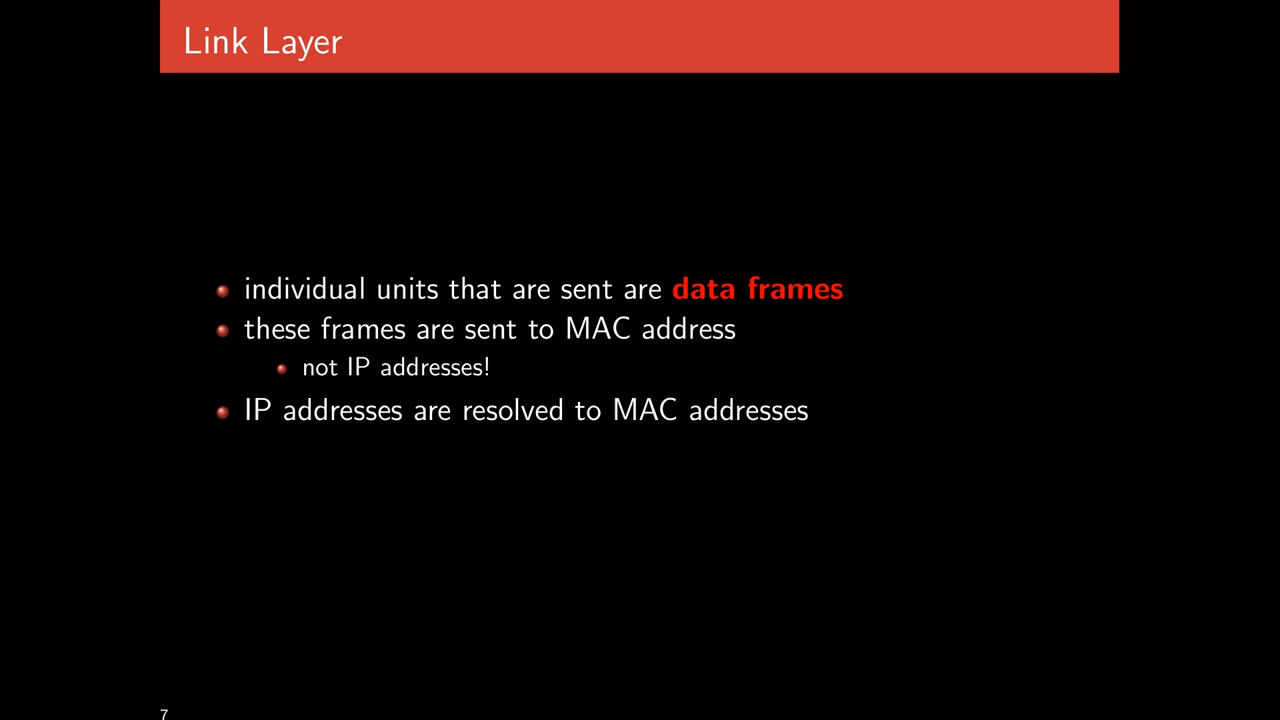 Link Layer
individual units that are sent are data frames
these frames are sent to MAC address
not IP addresses!
IP addresses are resolved to MAC addresses
7